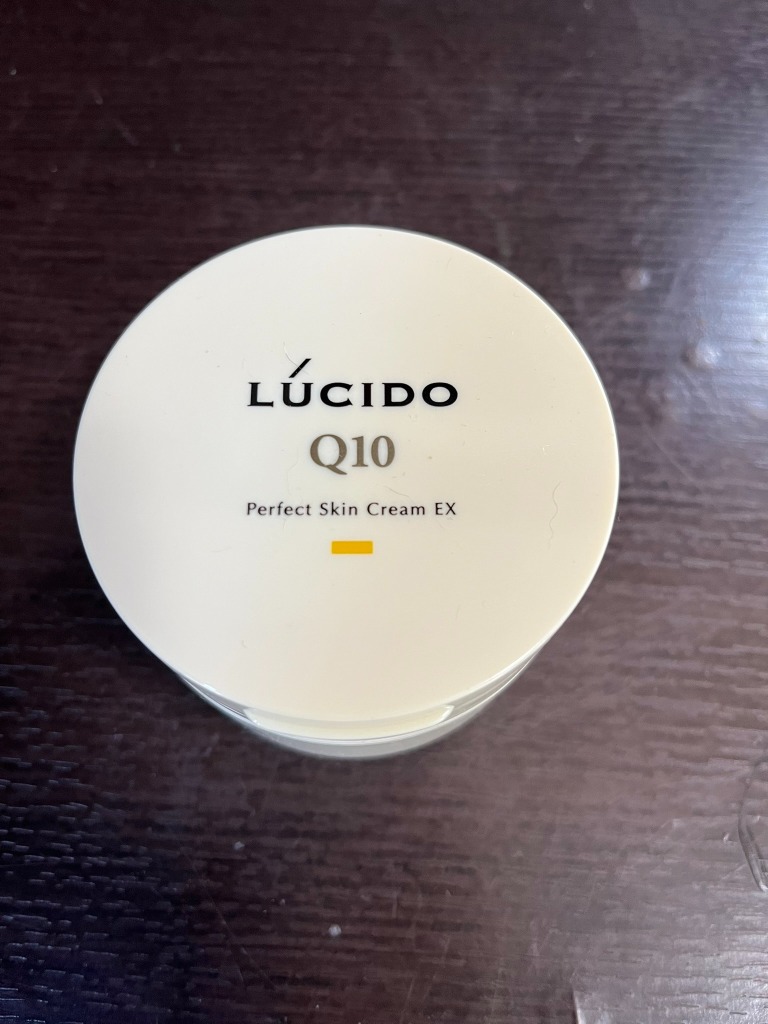 LÚCIDO
Q10
Perfect Skin Cream EX